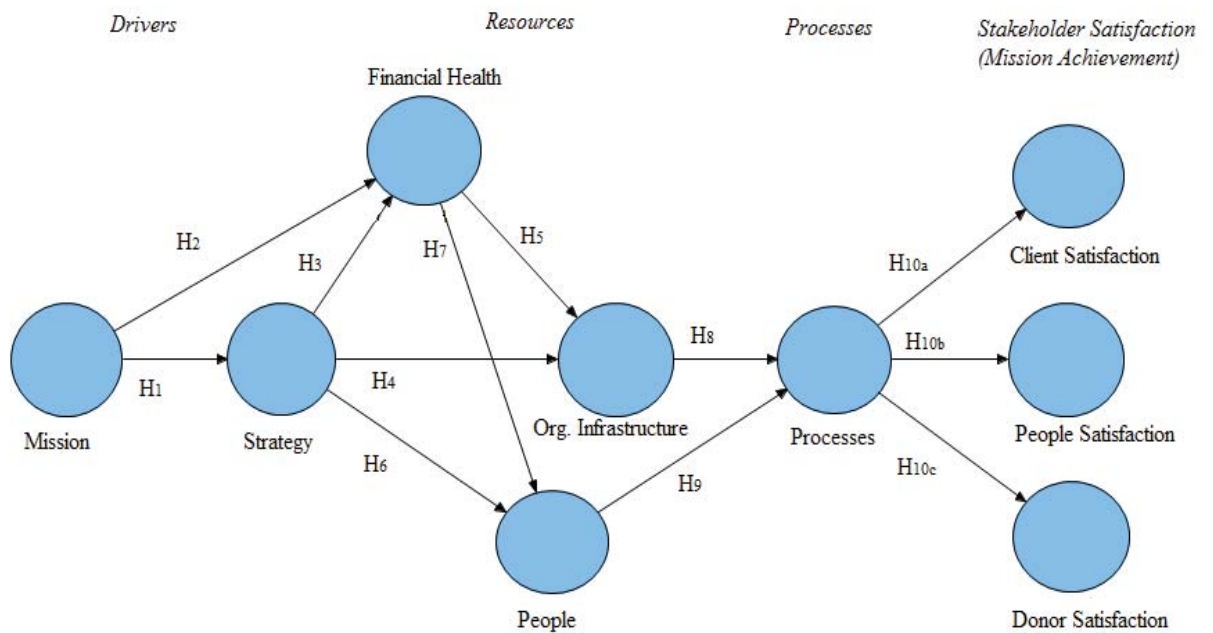 Drivers
Resources
Processes
Stakeholder Satisfaction
(Mission Achievement)
Financial Health
H2
H3
H7
H5
H10a
Client Satisfaction
H1
H4
H8
H10b
Mission
Strategy
Org. Infrastructure
Processes
People Satisfaction
H6
H9
H10c
People
Donor Satisfaction